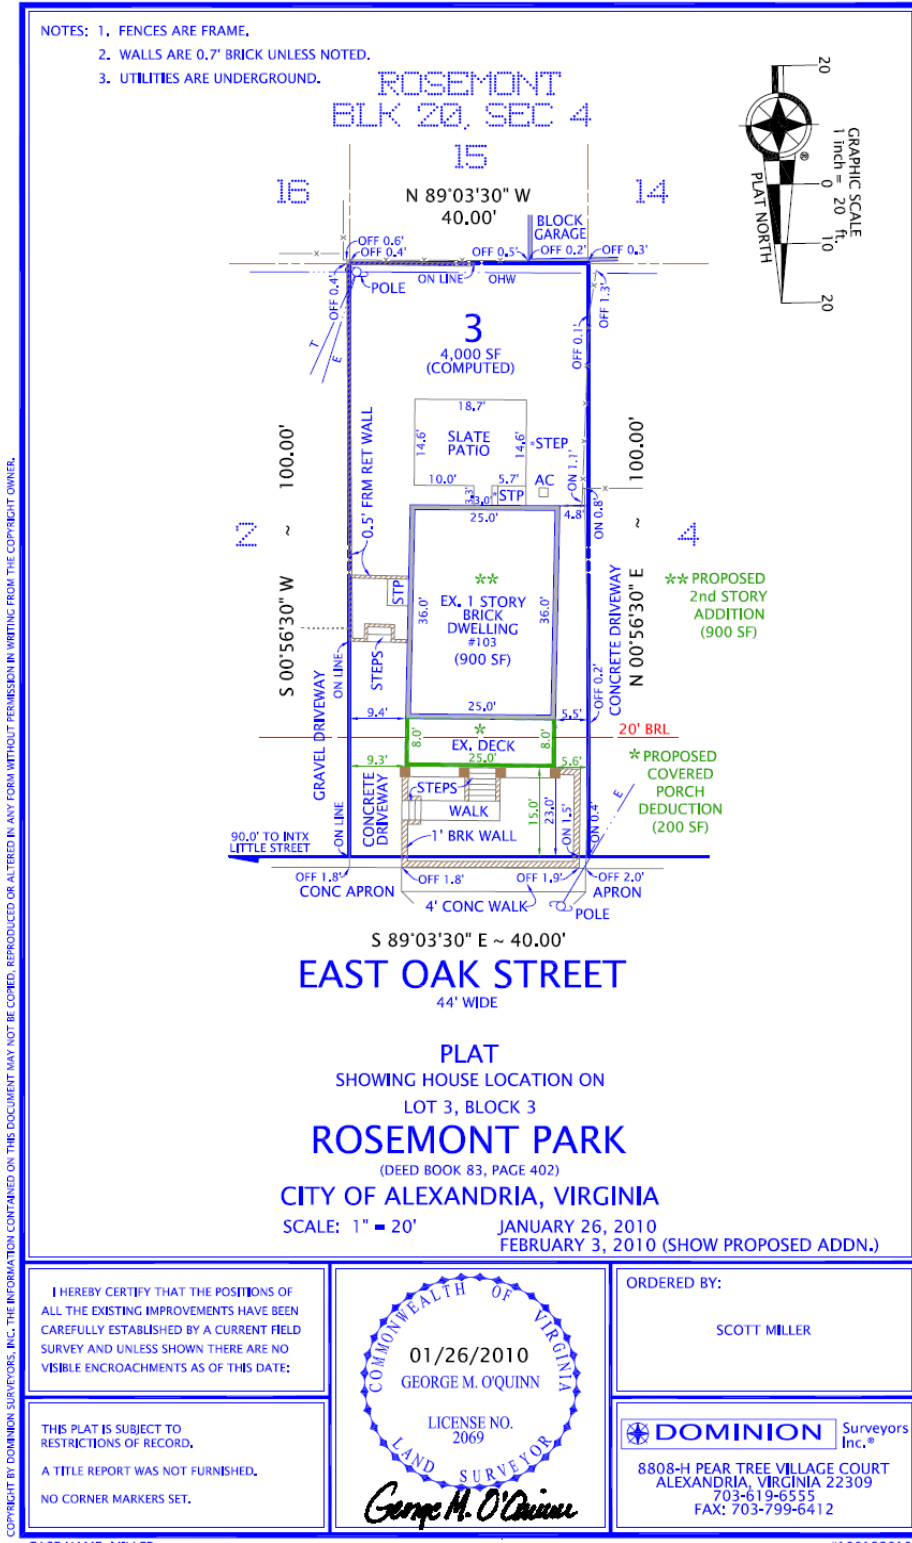 NOTES: 1. FENCES ARE FRAME.
2. WALLS ARE 0.7' BRICK UNLESS NOTED.
3. UTILITIES ARE UNDERGROUND.
ROSEMONT
BLK 20, SEC 4
15
16
14
N 89°03'30" W
40.00'
20
0
10
20
GRAPHIC SCALE
1 inch = 20 ft.
PLAT NORTH
®
BLOCK
GARAGE
OFF 0.6'
OFF 0.4'
OFF 0.5'
OFF 0.2'
OFF 0.3'
ON LINE
OHW
OFF 0.4'
POLE
OFF 1.3'
T
E
3
4,000 SF
(COMPUTED)
OFF 0.1'
18.7'
14.6'
SLATE
PATIO
14.6'
*STEP
10.0'
5.7'
AC
3.3'
3.0'
*STP
ON 1.1'
25.0'
4.8'
ON 0.8'
0.5' FRM RET WALL
S 00°56'30" W ~ 100.00'
N 00°56'30" E ~ 100.00'
2
4
**
EX. 1 STORY
BRICK
DWELLING
#103
(900 SF)
36.0'
36.0'
STP
STEPS
ON LINE
GRAVEL DRIVEWAY
CONCRETE DRIVEWAY
OFF 0.2'
** PROPOSED
2nd STORY
ADDITION
(900 SF)
25.0'
9.4'
5.5'
8.0'
*
EX. DECK
8.0'
20' BRL
9.3'
25.0'
5.6'
* PROPOSED
COVERED
PORCH
DEDUCTION
(200 SF)
CONCRETE
DRIVEWAY
STEPS
WALK
1' BRK WALL
15.0'
23.0'
ON 1.5'
ON 0.4'
E
ON LINE
90.0' TO INTX
LITTLE STREET
OFF 1.8'
CONC APRON
OFF 1.8'
OFF 1.9'
OFF 2.0'
APRON
4' CONC WALK
POLE
S 89°03'30" E ~ 40.00'
EAST OAK STREET
44' WIDE
PLAT
SHOWING HOUSE LOCATION ON
LOT 3, BLOCK 3
ROSEMONT PARK
(DEED BOOK 83, PAGE 402)
CITY OF ALEXANDRIA, VIRGINIA
SCALE: 1" = 20'
JANUARY 26, 2010
FEBRUARY 3, 2010 (SHOW PROPOSED ADDN.)
COPYRIGHT BY DOMINION SURVEYORS, INC. THE INFORMATION CONTAINED ON THIS DOCUMENT MAY NOT BE COPIED, REPRODUCED OR ALTERED IN ANY FORM WITHOUT PERMISSION IN WRITING FROM THE COPYRIGHT OWNER.
I HEREBY CERTIFY THAT THE POSITIONS OF
ALL THE EXISTING IMPROVEMENTS HAVE BEEN
CAREFULLY ESTABLISHED BY A CURRENT FIELD
SURVEY AND UNLESS SHOWN THERE ARE NO
VISIBLE ENCROACHMENTS AS OF THIS DATE:
THIS PLAT IS SUBJECT TO
RESTRICTIONS OF RECORD.
A TITLE REPORT WAS NOT FURNISHED.
NO CORNER MARKERS SET.
COMMONWEALTH OF VIRGINIA
01/26/2010
GEORGE M. O'QUINN
LICENSE NO.
2069
LAND SURVEYOR
George M. O'Quinn
ORDERED BY:
SCOTT MILLER
DOMINION Surveyors
Inc.®
8808-H PEAR TREE VILLAGE COURT
ALEXANDRIA, VIRGINIA 22309
703-619-6555
FAX: 703-799-6412